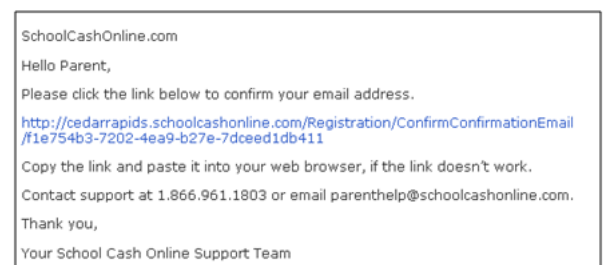 SchoolCashOnline.com
Hello Parent,
Please click the link below to confirm your email address.
http://cedarrapids.schoolcashonline.com/Registration/ConfirmConfirmationEmail
/f1e754b3-7202-4ea9-b27e-7dceed1db411
Copy the link and paste it into your web browser, if the link doesn't work.
Contact support at 1.866.961.1803 or email parenthelp@schoolcashonline.com.
Thank you,
Your School Cash Online Support Team